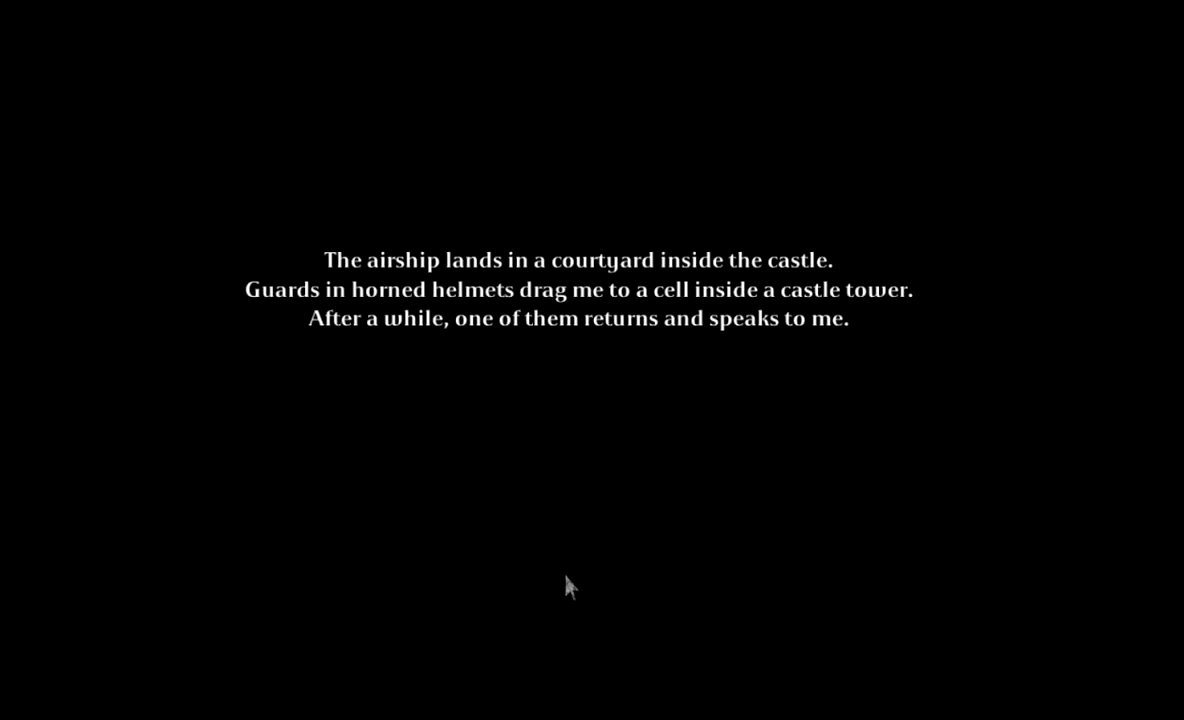 The airship lands in a courtyard inside the castle.
Guards in horned helmets drag me to a cell inside a castle tower.
After a while, one of them returns and speaks to me.